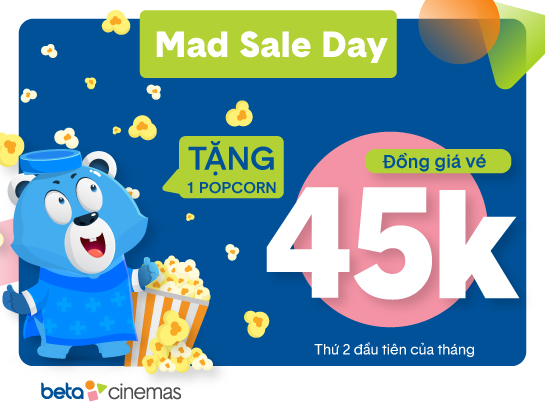 Mad Sale Day
TẶNG
1 POPCORN
Đồng giá vé
45k
Thứ 2 đầu tiên của tháng
beta cinemas